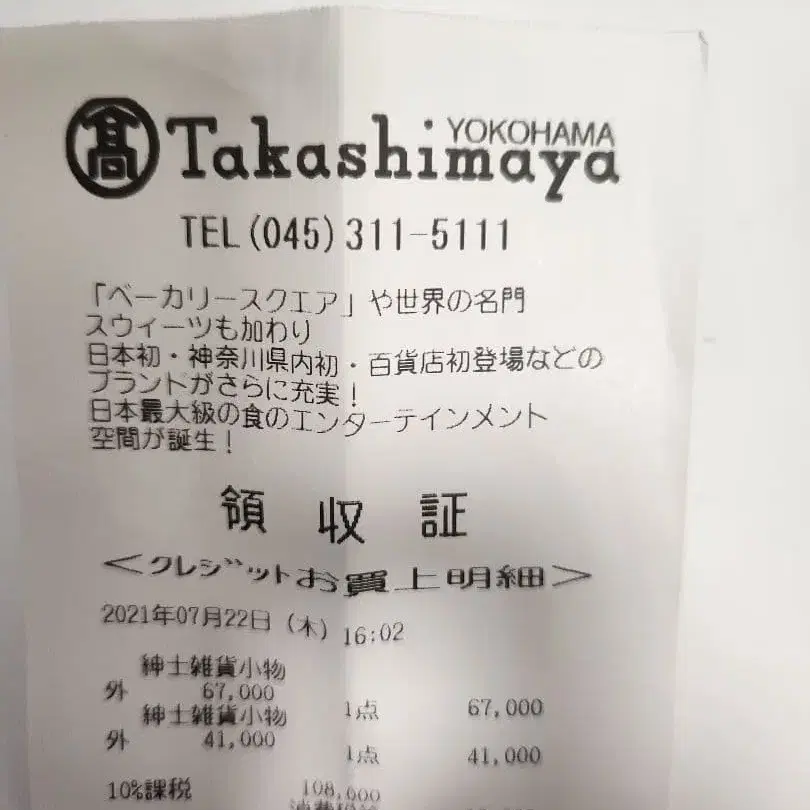 髙 Takashimaya YOKOHAMA
TEL(045)311-5111
「ベーカリースクエア」や世界の名門
スウィーツも加わり
日本初・神奈川県内初・百貨店初登場などの
ブランドがさらに充実！
日本最大級の食のエンターテインメント
空間が誕生！
領収証
＜クレジットお買上明細＞
2021年07月22日（木）16:02
紳士雑貨小物
外 67,000 1点 67,000
紳士雑貨小物
外 41,000 1点 41,000
10%課税 108,000